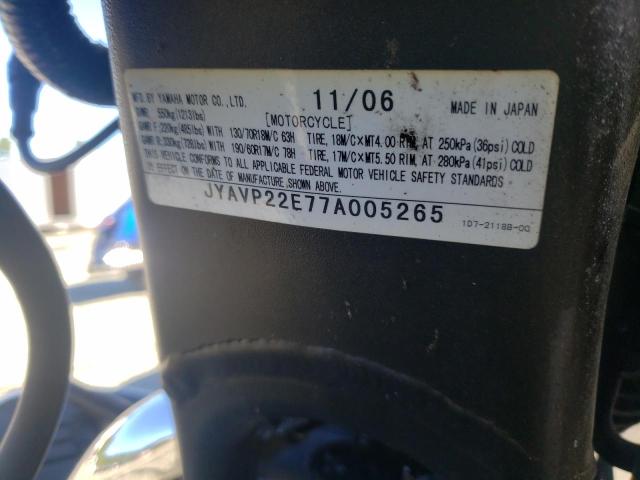 MFD.BY YAMAHA MOTOR CO.,LTD. 11/06 MADE IN JAPAN
GVWR: 550kg(1213lbs) [MOTORCYCLE]
GAWR F:220kg(485lbs) WITH 130/70R18M/C 63H TIRE, 18M/C×MT4.00 RIM, AT 250kPa(36psi)COLD
GAWR R:330kg(728lbs)WITH 190/60R17M/C 78H TIRE, 17M/C×MT5.50 RIM, AT 280kPa(41psi)COLD
THIS VEHICLE CONFORMS TO ALL APPLICABLE FEDERAL MOTOR VEHICLE SAFETY STANDARDS
IN EFFECT ON THE DATE OF MANUFACTURE,SHOWN ABOVE.
JYAVP22E77A005265
1D7-2118B-00